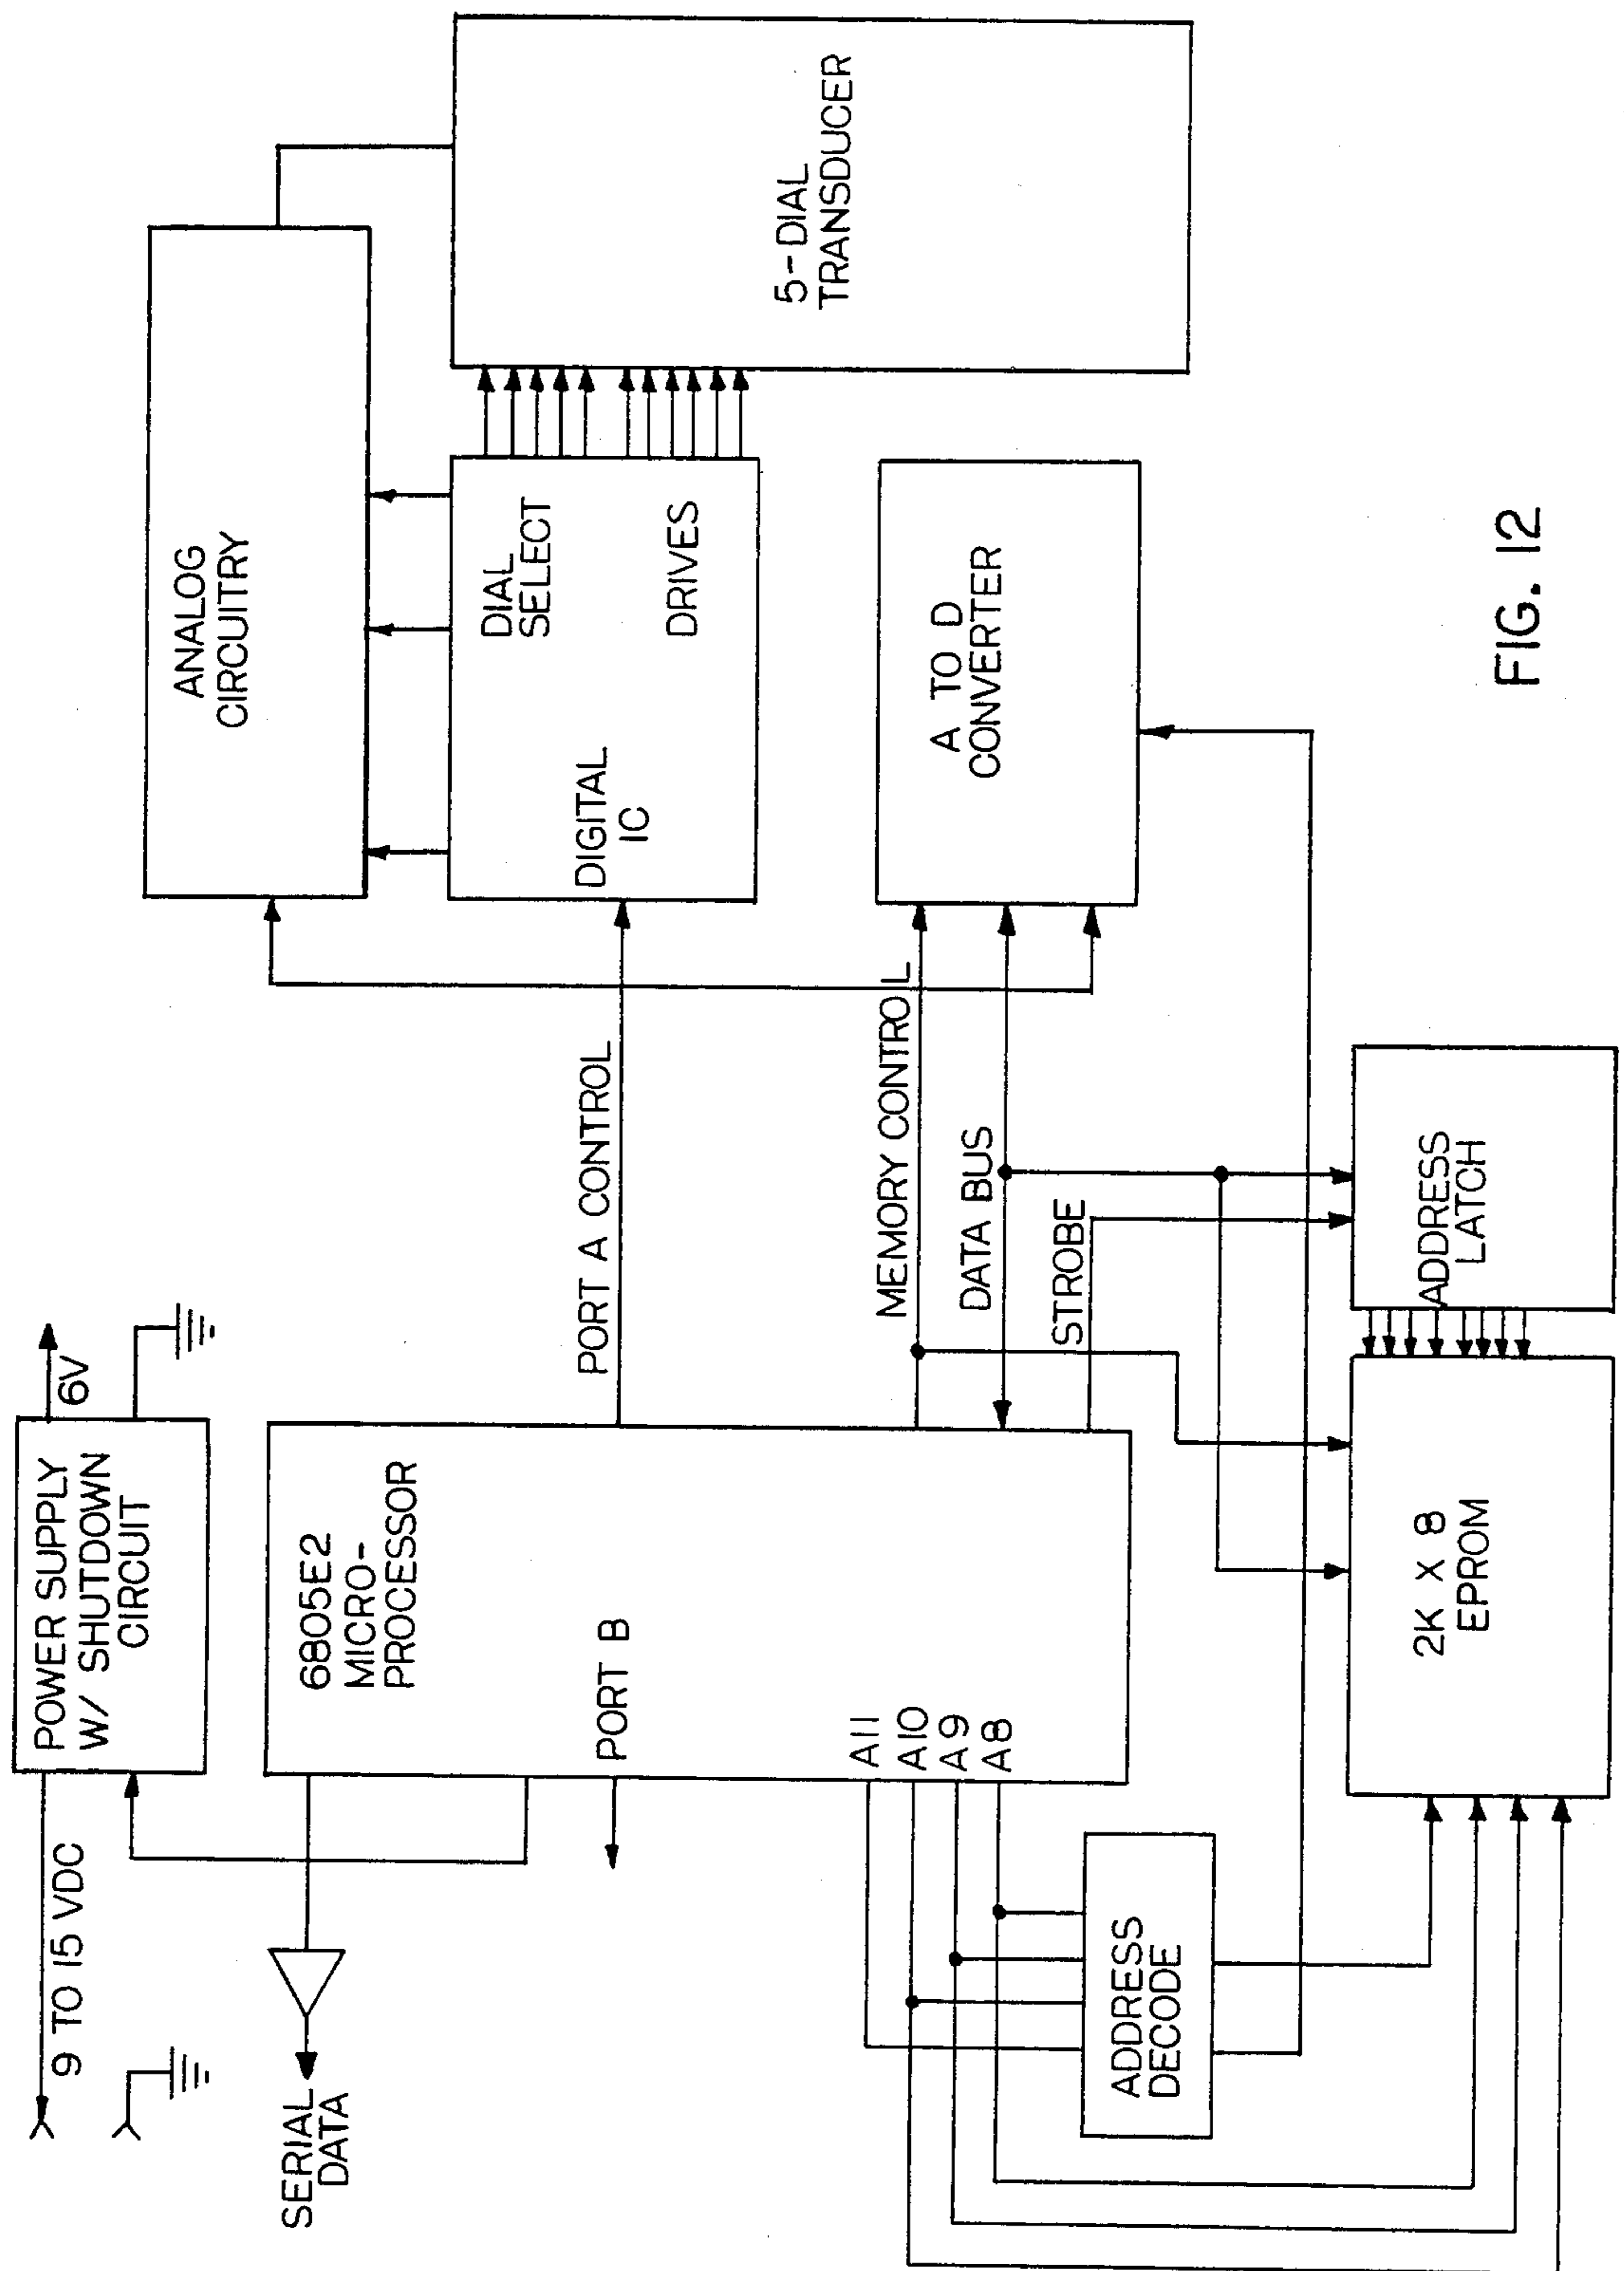 9 TO 15 VDC
POWER SUPPLY
W/ SHUTDOWN
CIRCUIT
6V
SERIAL
DATA
6805E2
MICRO-
PROCESSOR
PORT B
A11
A10
A9
A8
PORT A CONTROL
MEMORY CONTROL
DATA BUS
STROBE
ANALOG
CIRCUITRY
DIGITAL
IC
DIAL
SELECT
DRIVES
5-DIAL
TRANSDUCER
A TO D
CONVERTER
ADDRESS
DECODE
2K X 8
EPROM
ADDRESS
LATCH
FIG. 12